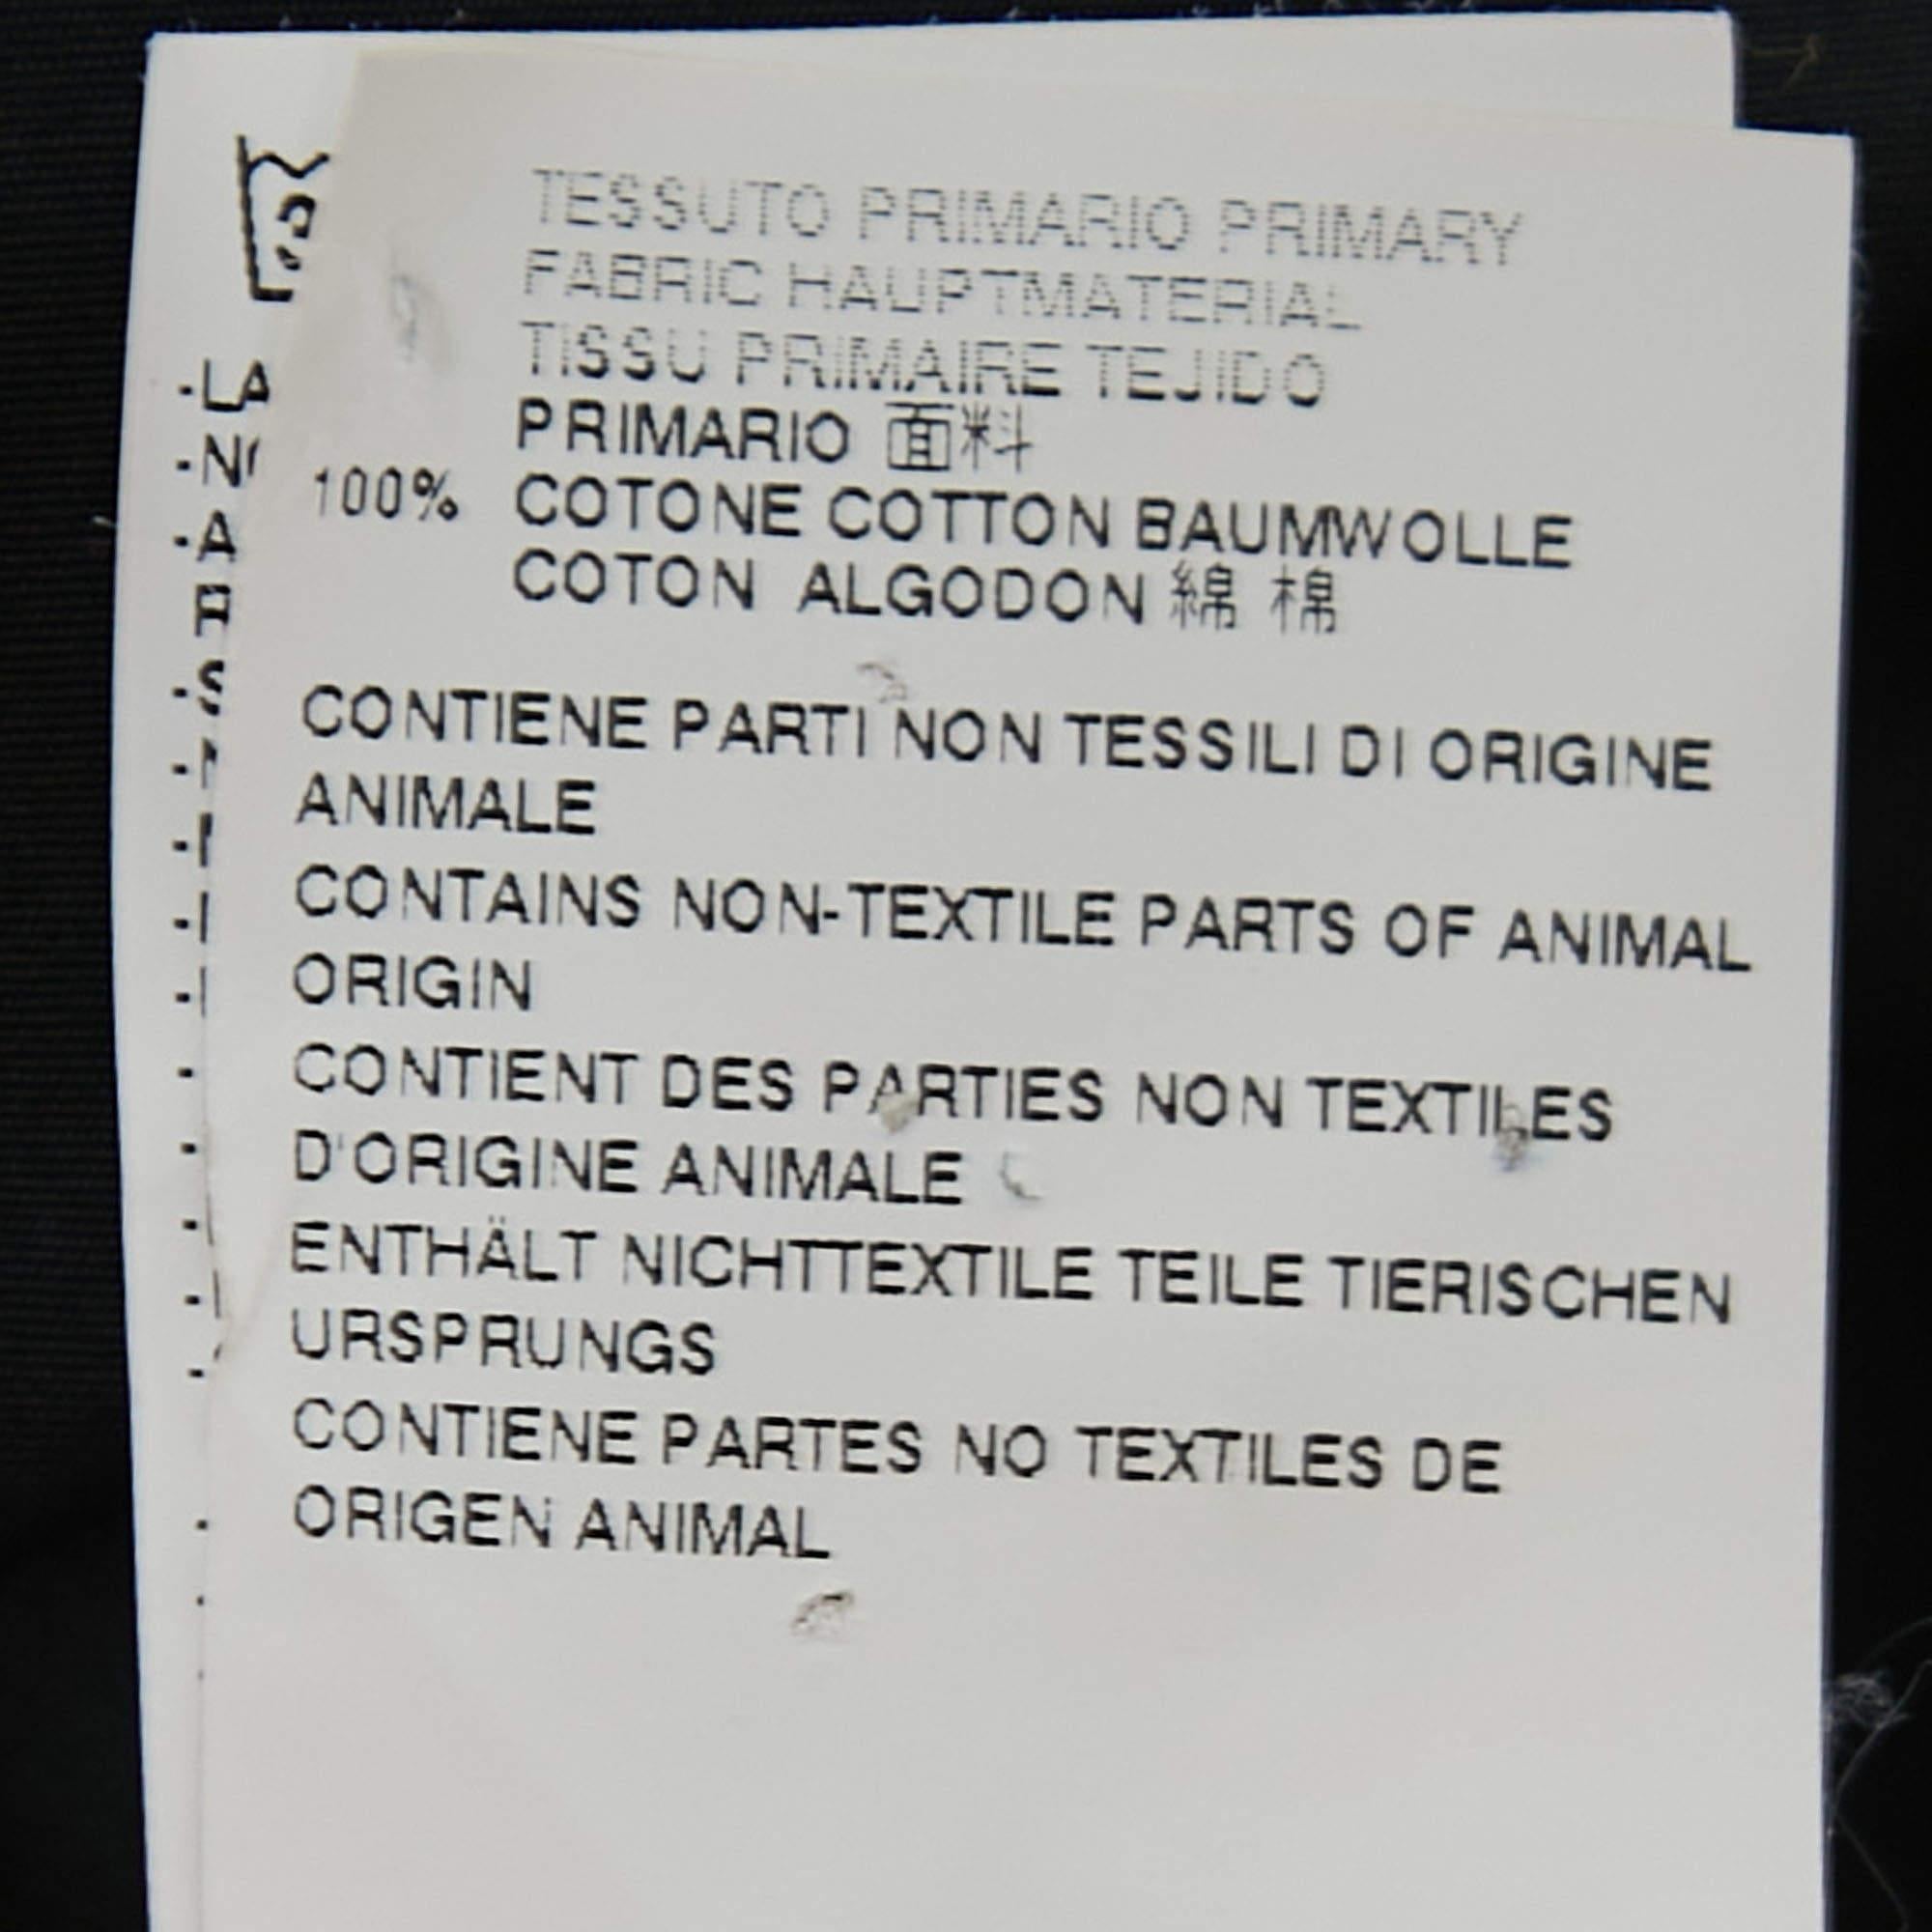 TESSUTO PRIMARIO PRIMARY
FABRIC HAUPTMATERIAL
TISSU PRIMAIRE TEJIDO
PRIMARIO 面料
100% COTONE COTTON BAUMWOLLE
COTON ALGODON 綿 棉
CONTIENE PARTI NON TESSILI DI ORIGINE
ANIMALE
CONTAINS NON-TEXTILE PARTS OF ANIMAL
ORIGIN
CONTIENT DES PARTIES NON TEXTILES
D'ORIGINE ANIMALE
ENTHÄLT NICHTTEXTILE TEILE TIERISCHEN
URSPRUNGS
CONTIENE PARTES NO TEXTILES DE
ORIGEN ANIMAL